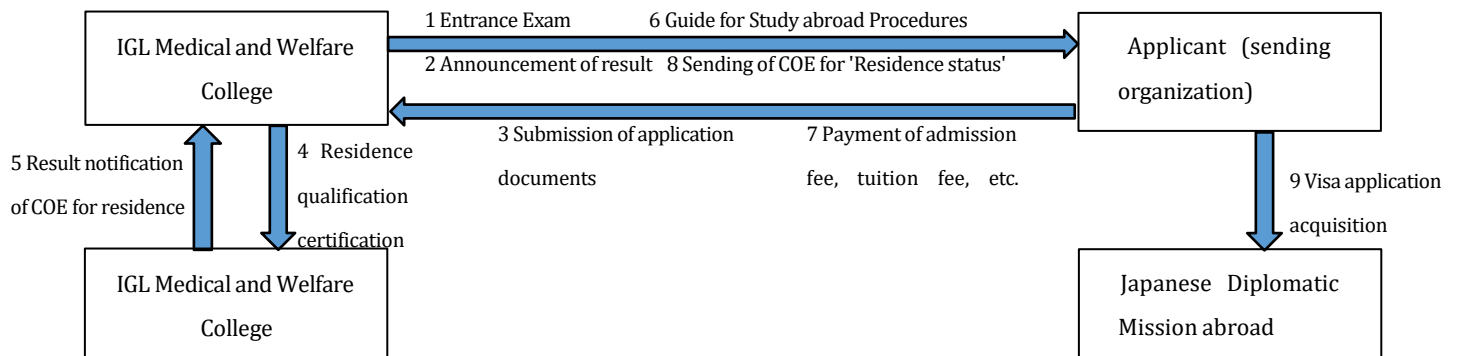 1 Entrance Exam 6 Guide for Study abroad Procedures
IGL Medical and Welfare
College
Applicant (sending
organization)
2 Announcement of result 8 Sending of COE for 'Residence status'
3 Submission of application
documents
7 Payment of admission
fee, tuition fee, etc.
5 Result notification
of COE for residence
4 Residence
qualification
certification
9 Visa application
acquisition
IGL Medical and Welfare
College
Japanese Diplomatic
Mission abroad